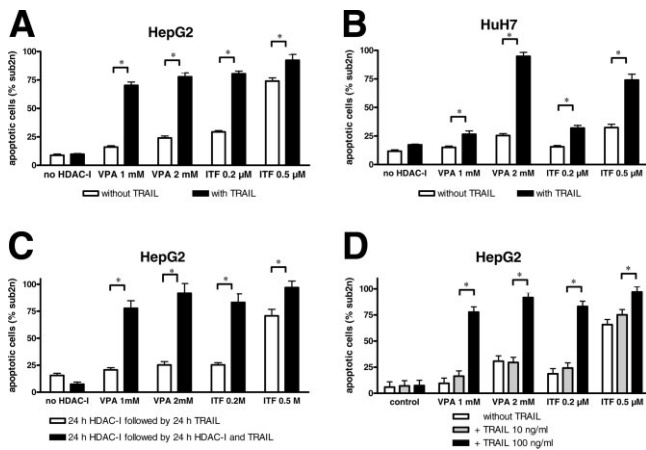 A
HepG2
apoptotic cells (% sub2n)
100
75
50
25
0
*
*
*
*
no HDAC-I
VPA 1 mM
VPA 2 mM
ITF 0.2 µM
ITF 0.5 µM
without TRAIL
with TRAIL
B
HuH7
apoptotic cells (% sub2n)
100
75
50
25
0
*
*
*
*
no HDAC-I
VPA 1 mM
VPA 2 mM
ITF 0.2 µM
ITF 0.5 µM
without TRAIL
with TRAIL
C
HepG2
apoptotic cells (% sub2n)
100
75
50
25
0
*
*
*
*
no HDAC-I
VPA 1mM
VPA 2mM
ITF 0.2M
ITF 0.5 M
24 h HDAC-I followed by 24 h TRAIL
24 h HDAC-I followed by 24 h HDAC-I and TRAIL
D
HepG2
apoptotic cells (% sub2n)
100
75
50
25
0
*
*
*
*
control
VPA 1 mM
VPA 2 mM
ITF 0.2 µM
ITF 0.5 µM
without TRAIL
+ TRAIL 10 ng/ml
+ TRAIL 100 ng/ml